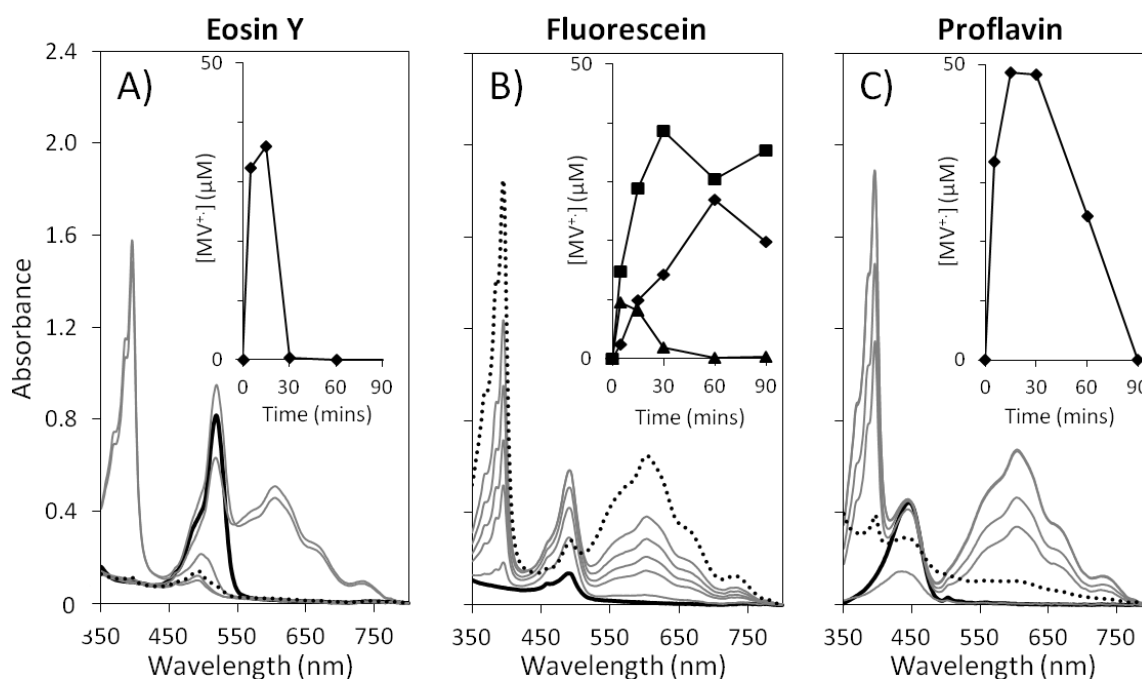 Eosin Y
Fluorescein
Proflavin
2.4
2.0
1.6
1.2
0.8
0.4
0
Absorbance
A)
50
0
[MV⁺·] (µM)
0 30 60 90
Time (mins)
350 450 550 650 750
Wavelength (nm)
B)
50
0
[MV⁺·] (µM)
0 30 60 90
Time (mins)
350 450 550 650 750
Wavelength (nm)
C)
50
0
[MV⁺·] (µM)
0 30 60 90
Time (mins)
350 450 550 650 750
Wavelength (nm)